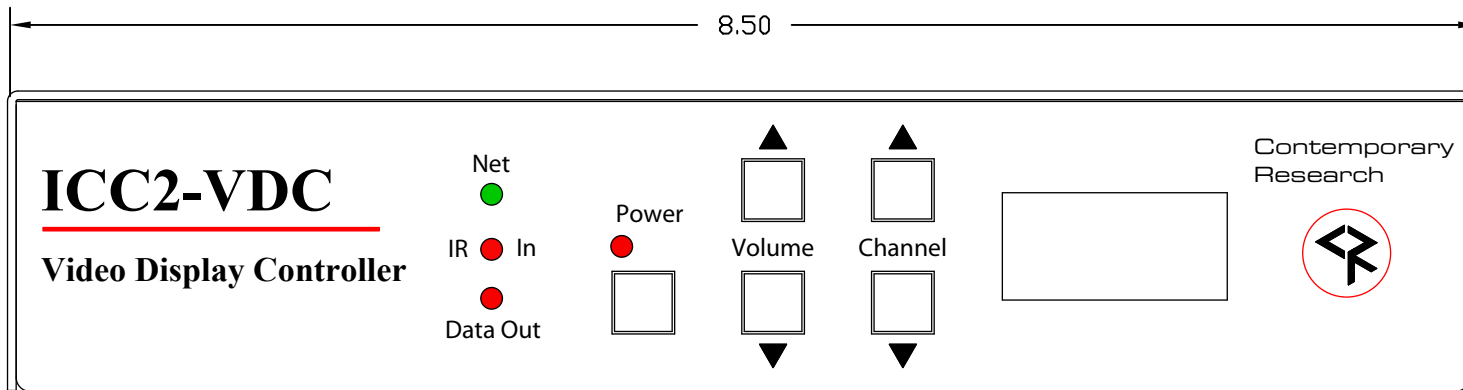 8.50
ICC2-VDC
Video Display Controller
Net
IR In
Data Out
Power
Volume
Channel
Contemporary
Research